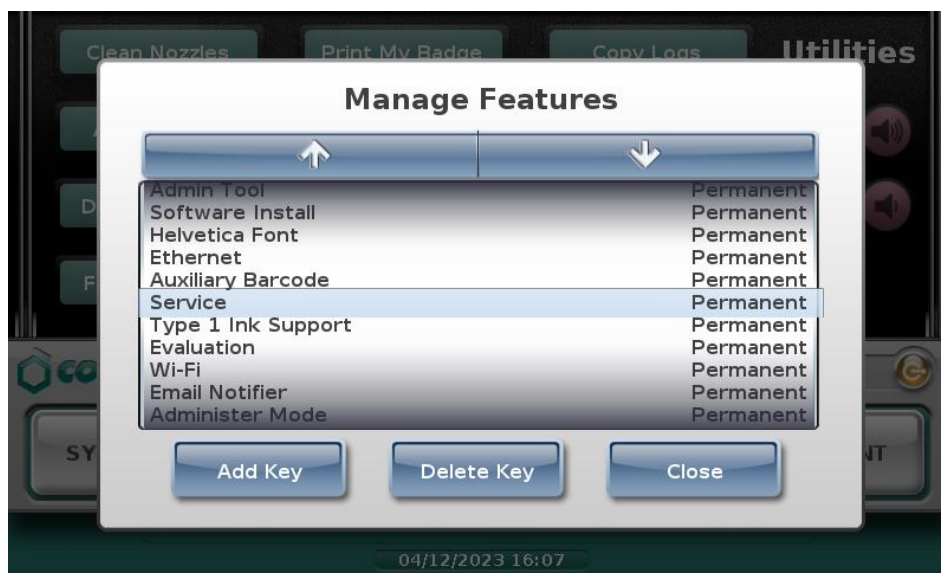 Clean Nozzles Print My Badge Copy Logs Utilities
Manage Features
Admin Tool Permanent
Software Install Permanent
Helvetica Font Permanent
Ethernet Permanent
Auxiliary Barcode Permanent
Service Permanent
Type 1 Ink Support Permanent
Evaluation Permanent
Wi-Fi Permanent
Email Notifier Permanent
Administer Mode Permanent
Add Key Delete Key Close
04/12/2023 16:07